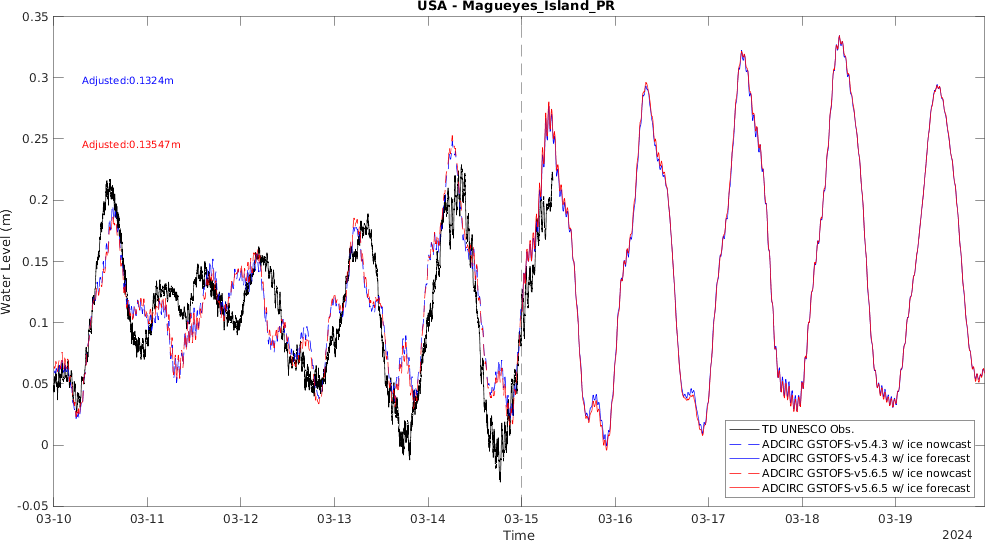 USA - Magueyes_Island_PR
0.35
0.3
0.25
0.2
0.15
0.1
0.05
0
-0.05
Water Level (m)
Adjusted:0.1324m
Adjusted:0.13547m
TD UNESCO Obs.
ADCIRC GSTOFS-v5.4.3 w/ ice nowcast
ADCIRC GSTOFS-v5.4.3 w/ ice forecast
ADCIRC GSTOFS-v5.6.5 w/ ice nowcast
ADCIRC GSTOFS-v5.6.5 w/ ice forecast
03-10 03-11 03-12 03-13 03-14 03-15 03-16 03-17 03-18 03-19
Time
2024